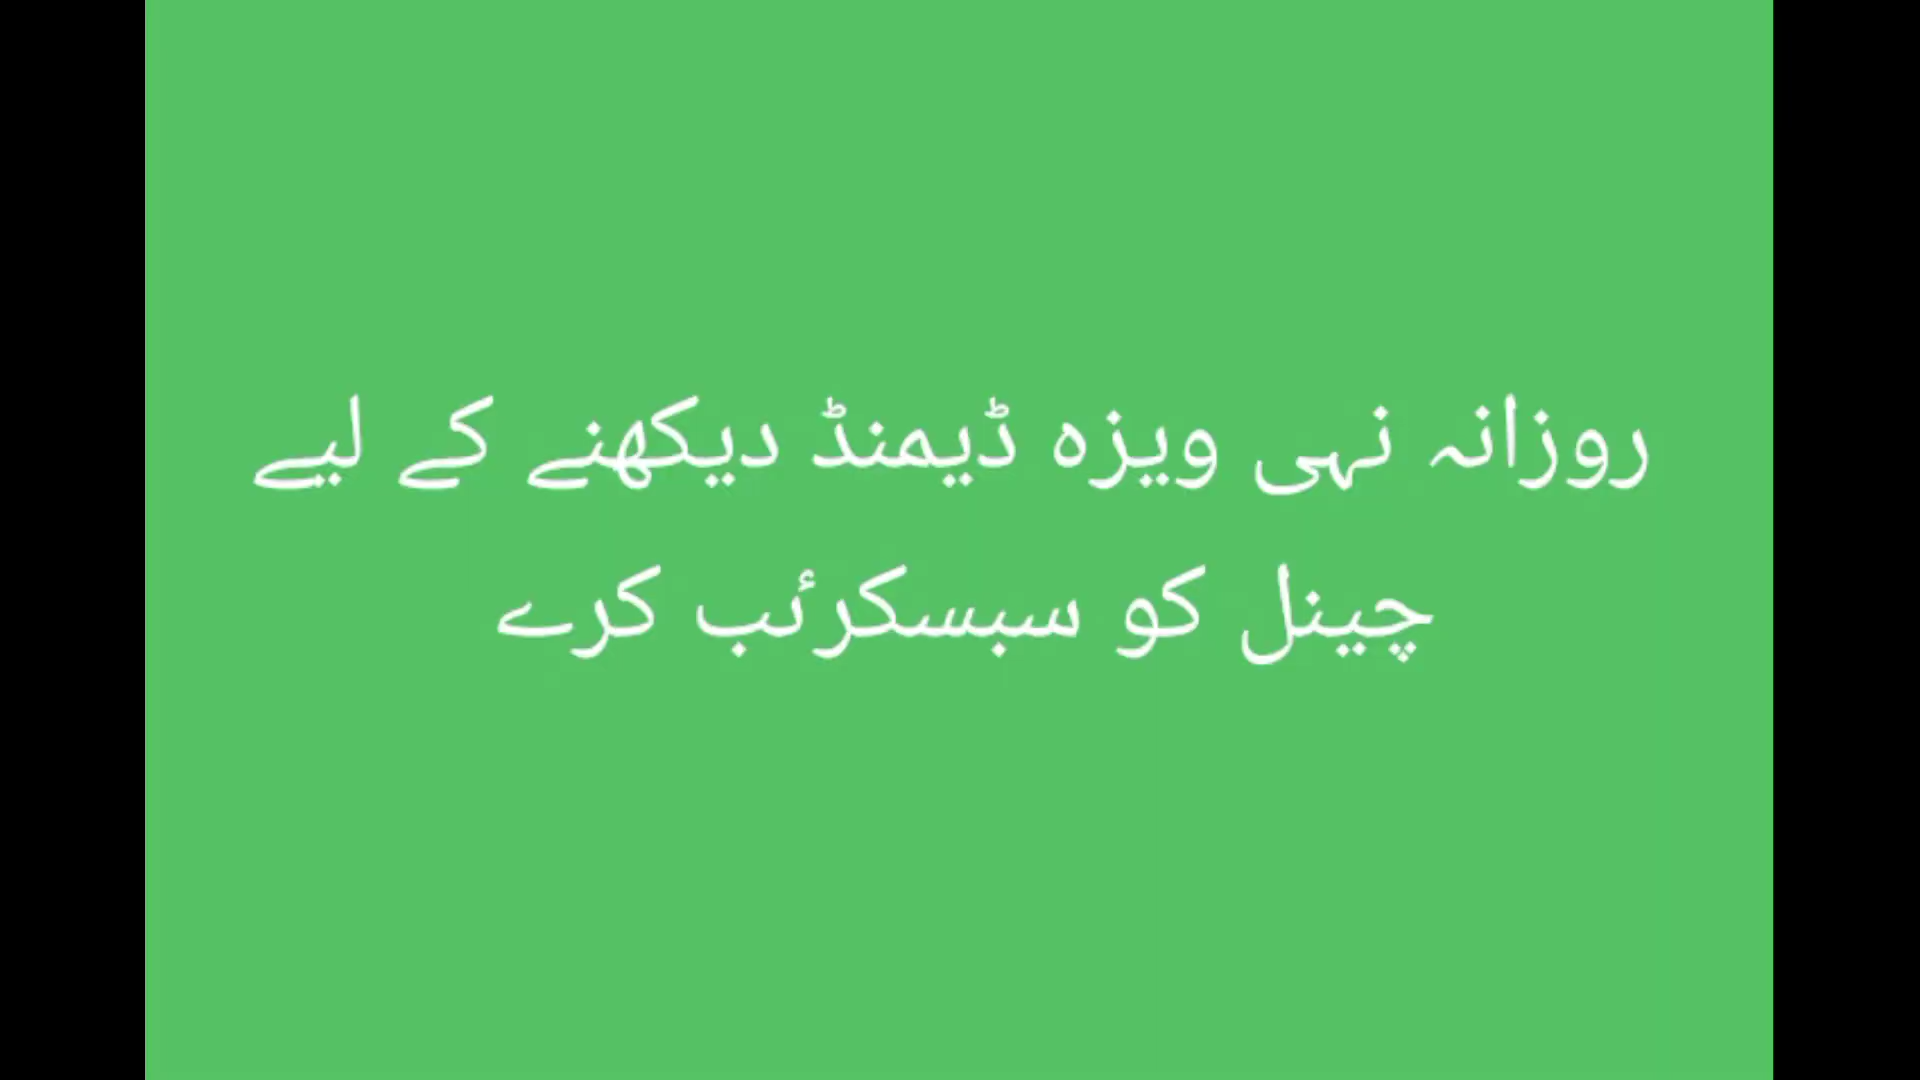 روزانہ نہی ویزہ ڈیمنڈ دیکھنے کے لیے
چینل کو سبسکرئب کرے